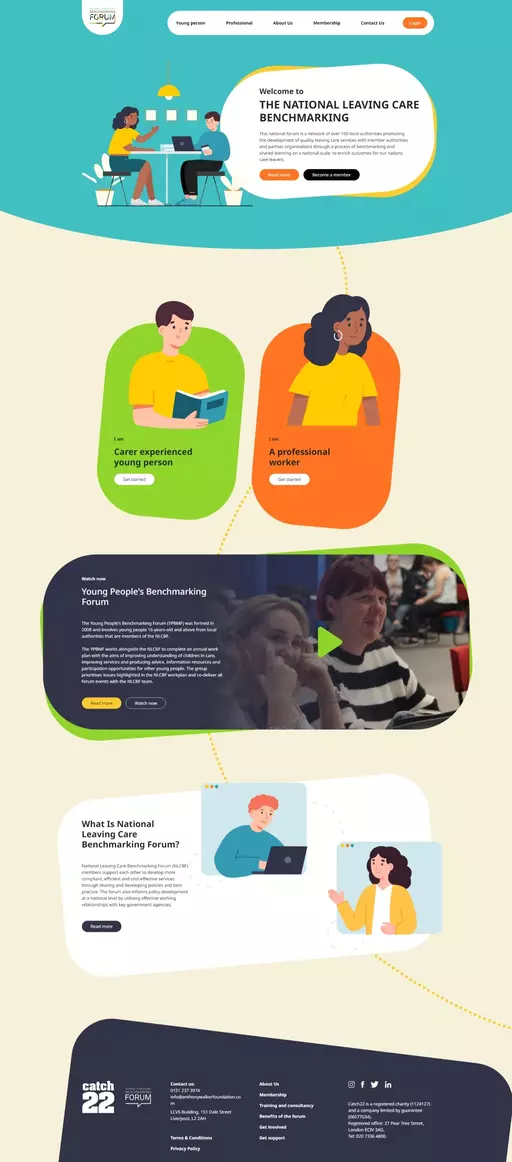 BENCHMARKING
FORUM
Young person
Professional
About Us
Membership
Contact Us
Login
Welcome to
THE NATIONAL LEAVING CARE
BENCHMARKING
This national forum is a network of over 100 local authorities promoting
the development of quality leaving care services with member authorities
and partner organisations through a process of benchmarking and
shared learning on a national scale, to enrich outcomes for our nations
care leavers.
Read more
Become a member
I am
Carer experienced
young person
Get started
I am
A professional
worker
Get started
Watch now
Young People's Benchmarking
Forum
The Young People's Benchmarking Forum (YPBMF) was formed in
2008 and involves young people 16-years-old and above from local
authorities that are members of the NLCBF.
The YPBMF works alongside the NLCBF to complete an annual work
plan with the aims of improving understanding of children in care,
improving services and producing advice, information resources and
participation opportunities for other young people. The group
prioritises issues highlighted in the NLCBF workplan and co-deliver all
forum events with the NLCBF team.
Read more
Watch now
What Is National
Leaving Care
Benchmarking Forum?
National Leaving Care Benchmarking Forum (NLCBF)
members support each other to develop more
compliant, efficient and cost-effective services
through sharing and developing policies and best
practice. The forum also informs policy development
at a national level by utilising effective working
relationships with key government agencies.
Read more
catch
22
FORUM
Contact us:
0151 237 3974
info@anthonywalkerfoundation.co
m
LCVS Building, 151 Dale Street
Liverpool, L2 2AH
Terms & Conditions
Privacy Policy
About Us
Membership
Training and consultancy
Benefits of the forum
Get involved
Get support
Catch22 is a registered charity (1124127)
and a company limited by guarantee
(06577534).
Registered office: 27 Pear Tree Street,
London EC1V 3AG.
Tel: 020 7336 4800.